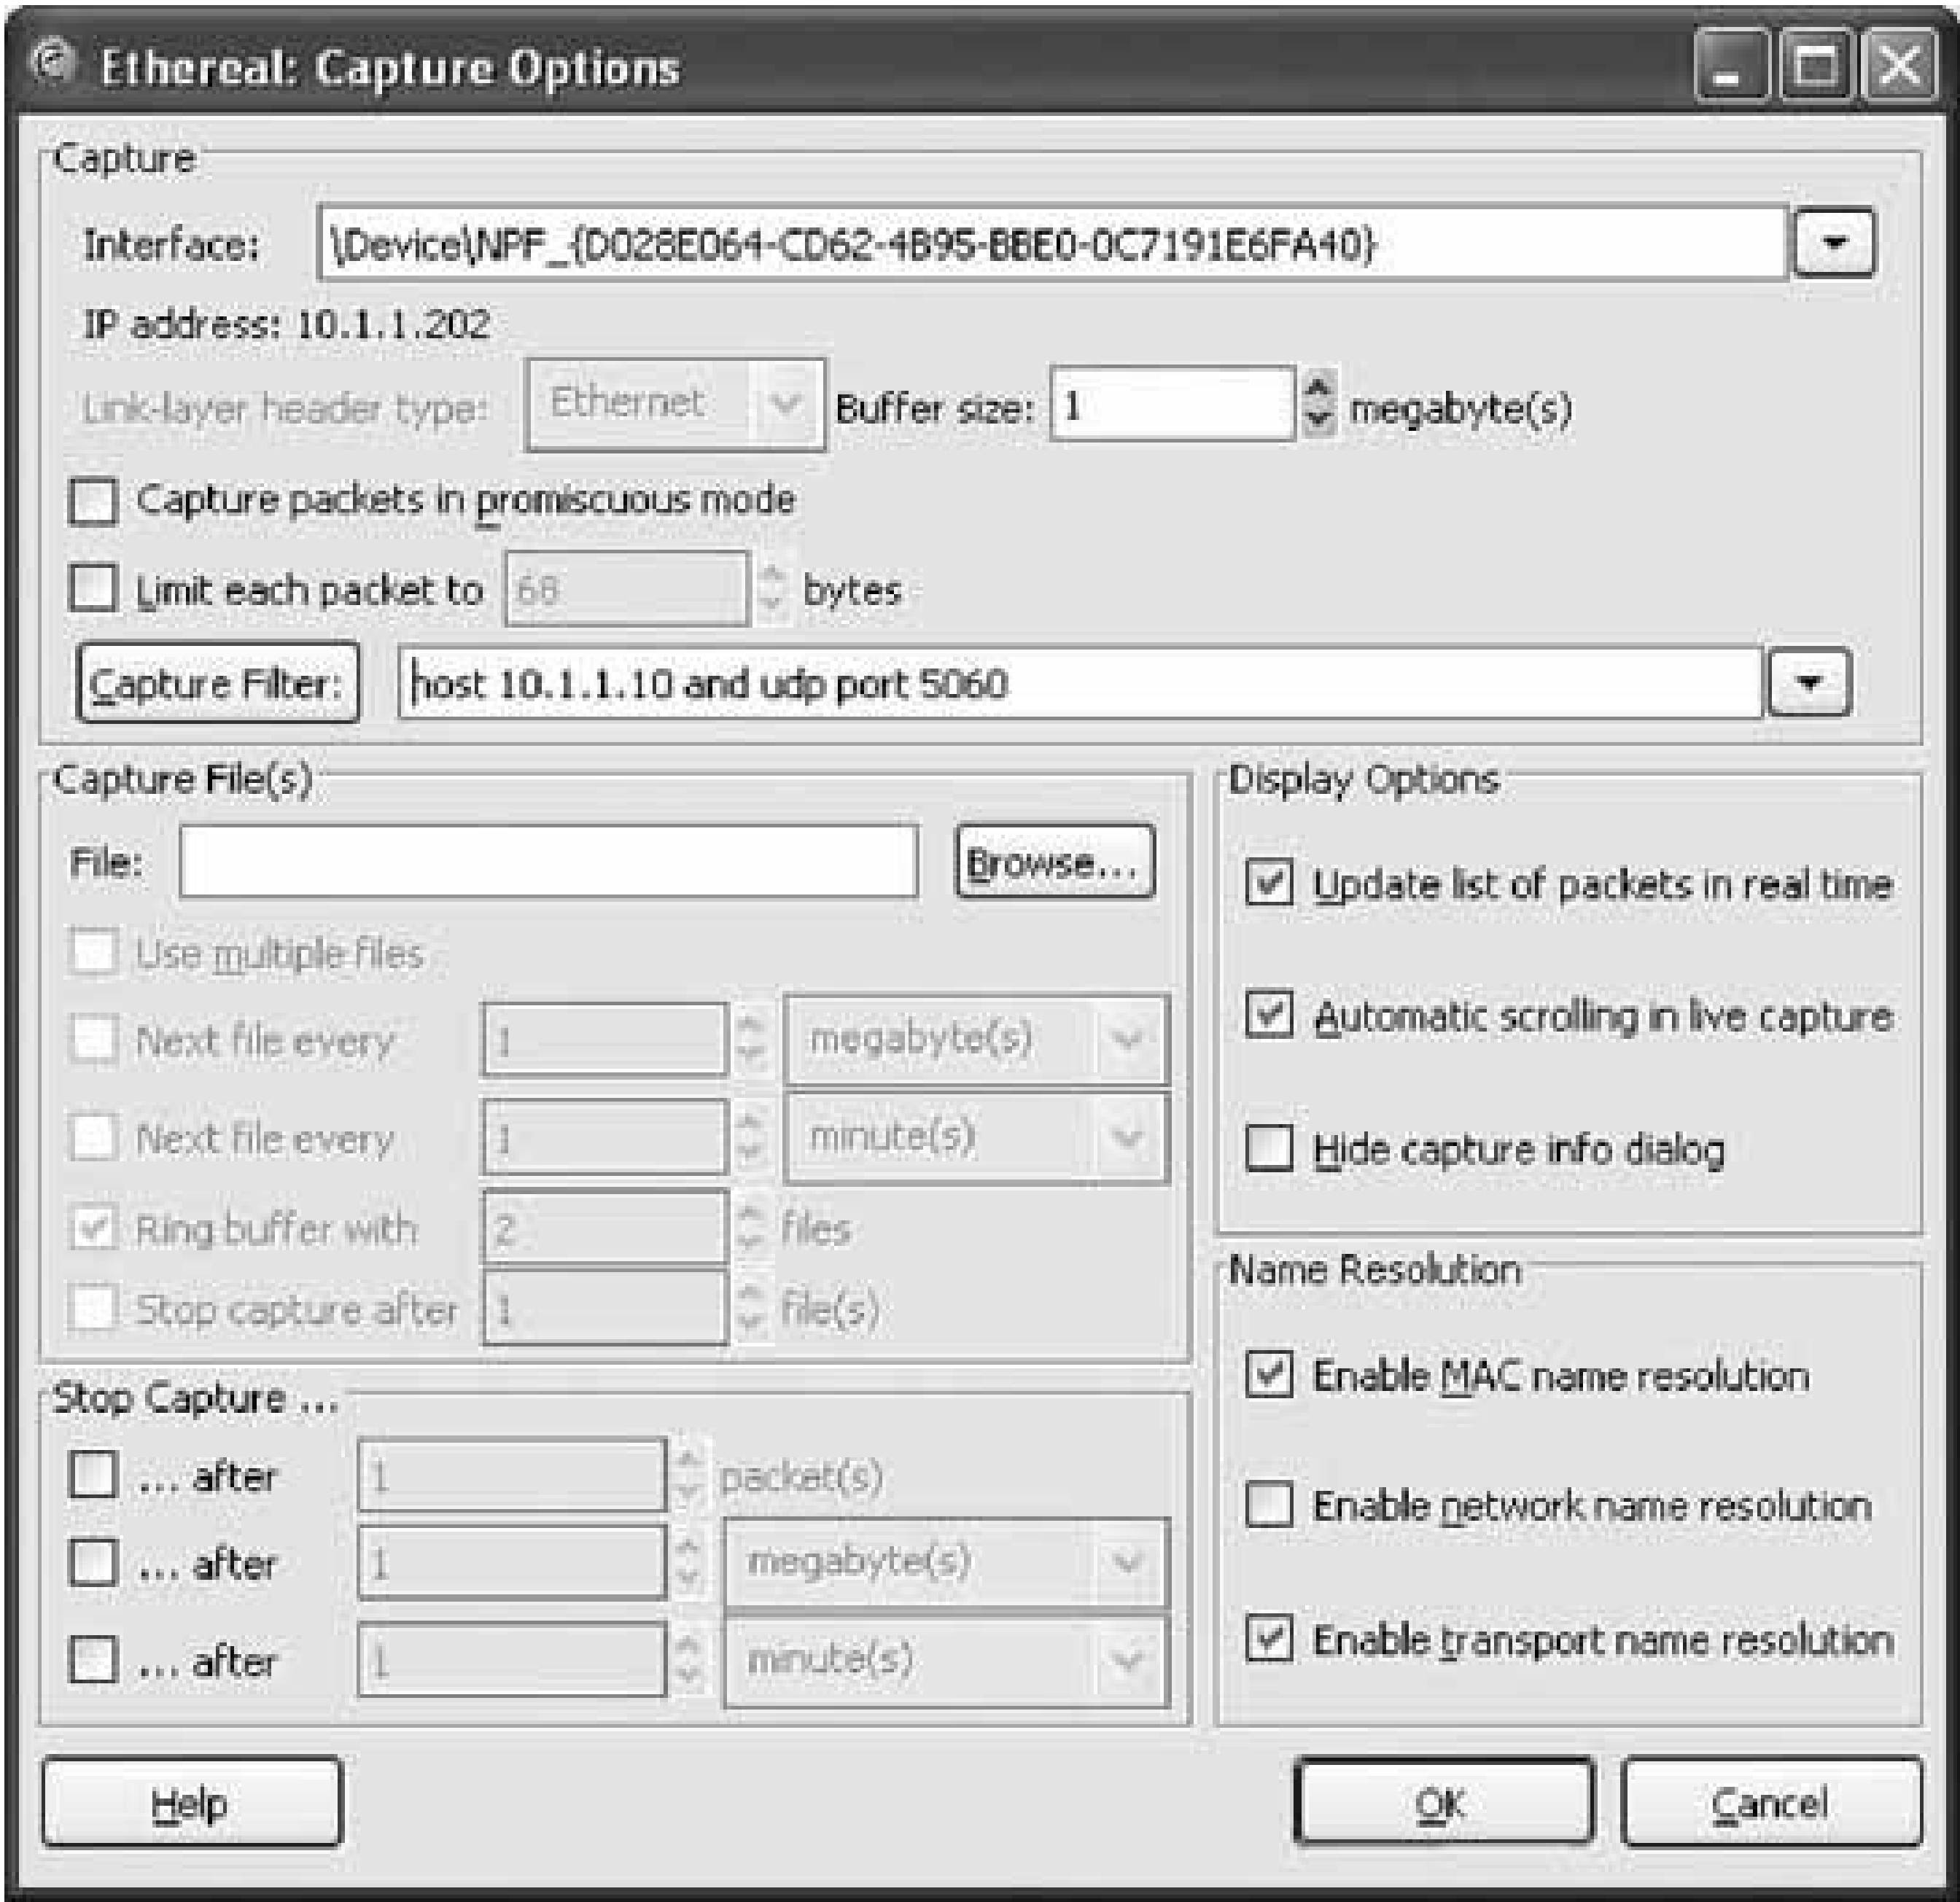 Ethereal: Capture Options
Capture
Interface: \Device\NPF_{D028E064-CD62-4B95-BBE0-0C7191E6FA40}
IP address: 10.1.1.202
Link-layer header type: Ethernet Buffer size: 1 megabyte(s)
Capture packets in promiscuous mode
Limit each packet to 68 bytes
Capture Filter: host 10.1.1.10 and udp port 5060
Capture File(s)
File: Browse...
Use multiple files
Next file every 1 megabyte(s)
Next file every 1 minute(s)
Ring buffer with 2 files
Stop capture after 1 file(s)
Stop Capture ...
... after 1 packet(s)
... after 1 megabyte(s)
... after 1 minute(s)
Display Options
Update list of packets in real time
Automatic scrolling in live capture
Hide capture info dialog
Name Resolution
Enable MAC name resolution
Enable network name resolution
Enable transport name resolution
Help
OK
Cancel